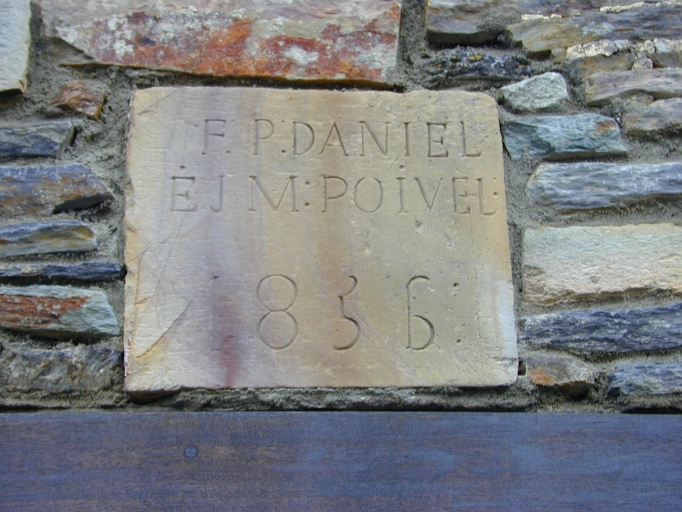 F. P. DANIEL
E J M: POIVEL
1856